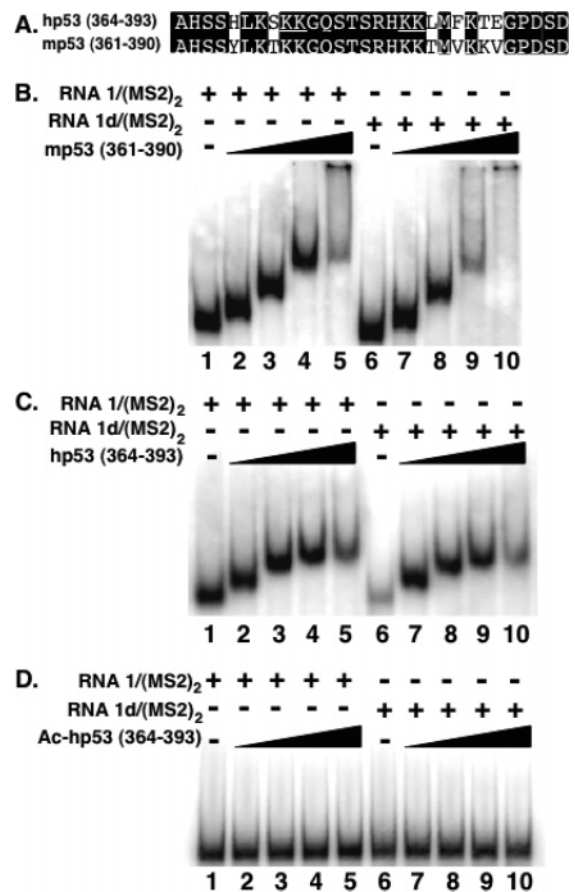 A. hp53 (364-393) AHSSHLKSKKGQSTSRHKKLMFKTEGPDSD
mp53 (361-390) AHSSYLKTKKGQSTSRHKKTMVKKVGPDSD
B. RNA 1/(MS2)2 + + + + + - - - - -
RNA 1d/(MS2)2 - - - - - + + + + +
mp53 (361-390) - -
1 2 3 4 5 6 7 8 9 10
C. RNA 1/(MS2)2 + + + + + - - - - -
RNA 1d/(MS2)2 - - - - - + + + + +
hp53 (364-393) - -
1 2 3 4 5 6 7 8 9 10
D. RNA 1/(MS2)2 + + + + + - - - - -
RNA 1d/(MS2)2 - - - - - + + + + +
Ac-hp53 (364-393) - -
1 2 3 4 5 6 7 8 9 10